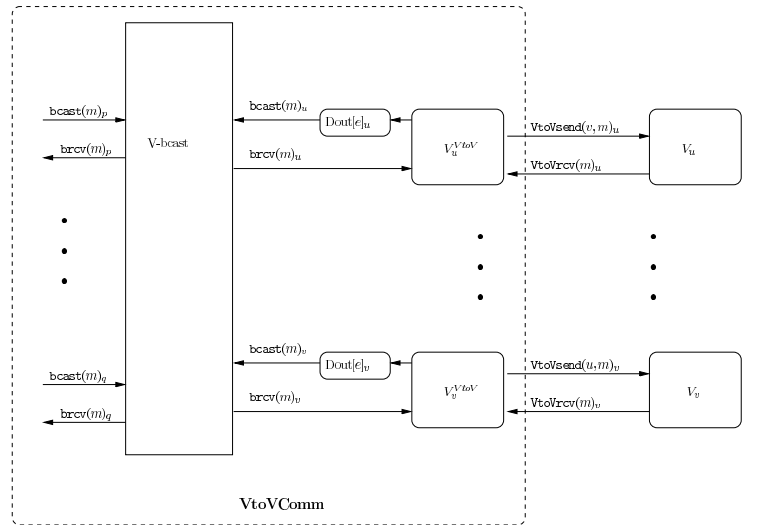 bcast(m)_p
brcv(m)_p
V-bcast
bcast(m)_u
Dout[e]_u
brcv(m)_u
V_u^{VtoV}
VtoVsend(v, m)_u
VtoVrcv(m)_u
V_u
bcast(m)_q
brcv(m)_q
bcast(m)_v
Dout[e]_v
brcv(m)_v
V_v^{VtoV}
VtoVsend(u, m)_v
VtoVrcv(m)_v
V_v
VtoVComm